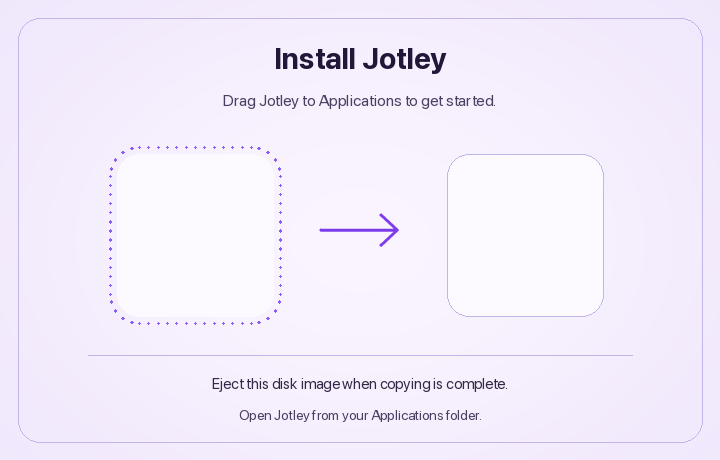 Install Jotley
Drag Jotley to Applications to get started.
Eject this disk image when copying is complete.
Open Jotley from your Applications folder.